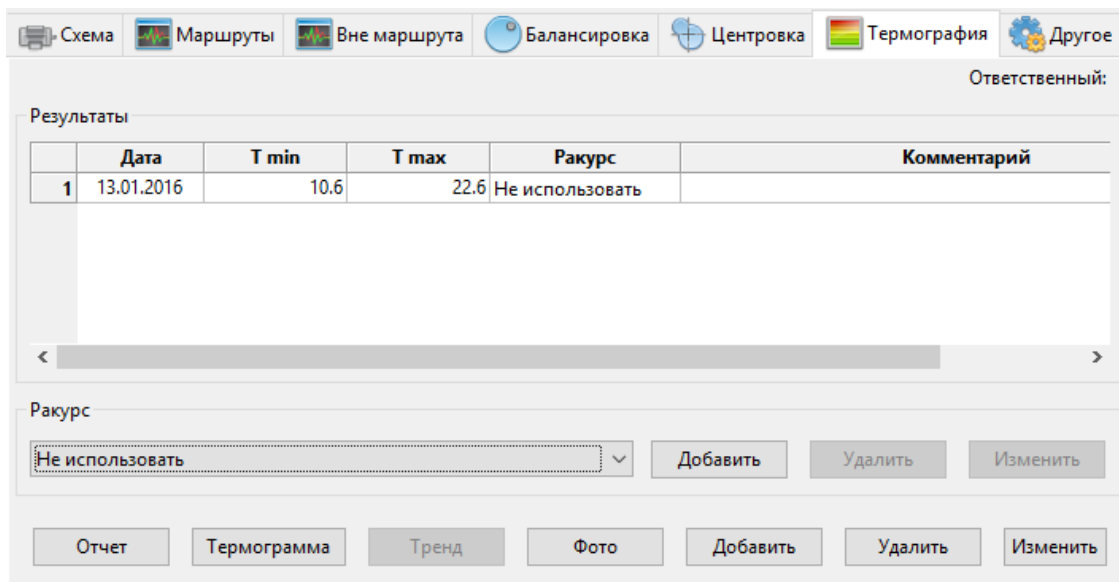 Схема Маршруты Вне маршрута Балансировка Центровка Термография Другое
Ответственный:
Результаты
Дата T min T max Ракурс Комментарий
1 13.01.2016 10.6 22.6 Не использовать
Ракурс
Не использовать Добавить Удалить Изменить
Отчет Термограмма Тренд Фото Добавить Удалить Изменить